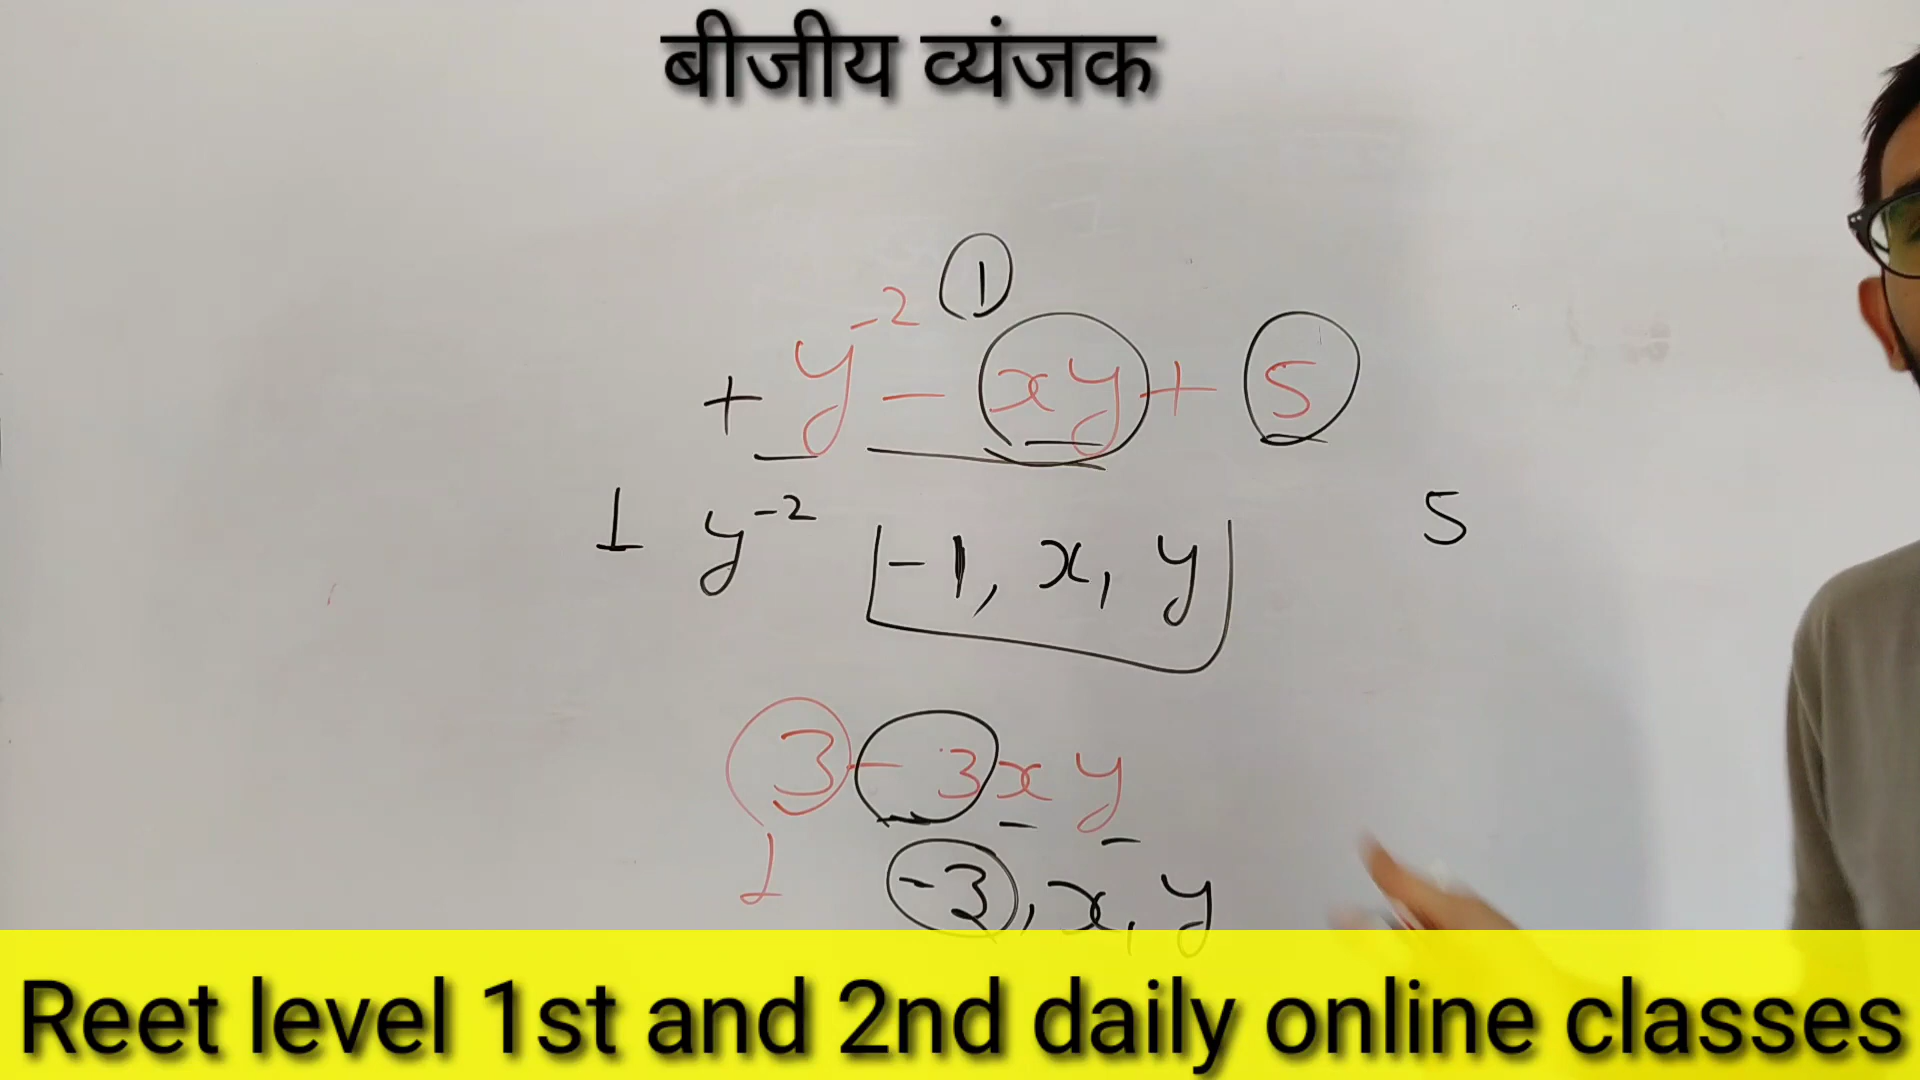 बीजीय व्यंजक
①
+ y⁻² - xy + 5
1 y⁻² -1, x, y 5
3 - 3xy
1 -3, x, y
Reet level 1st and 2nd daily online classes